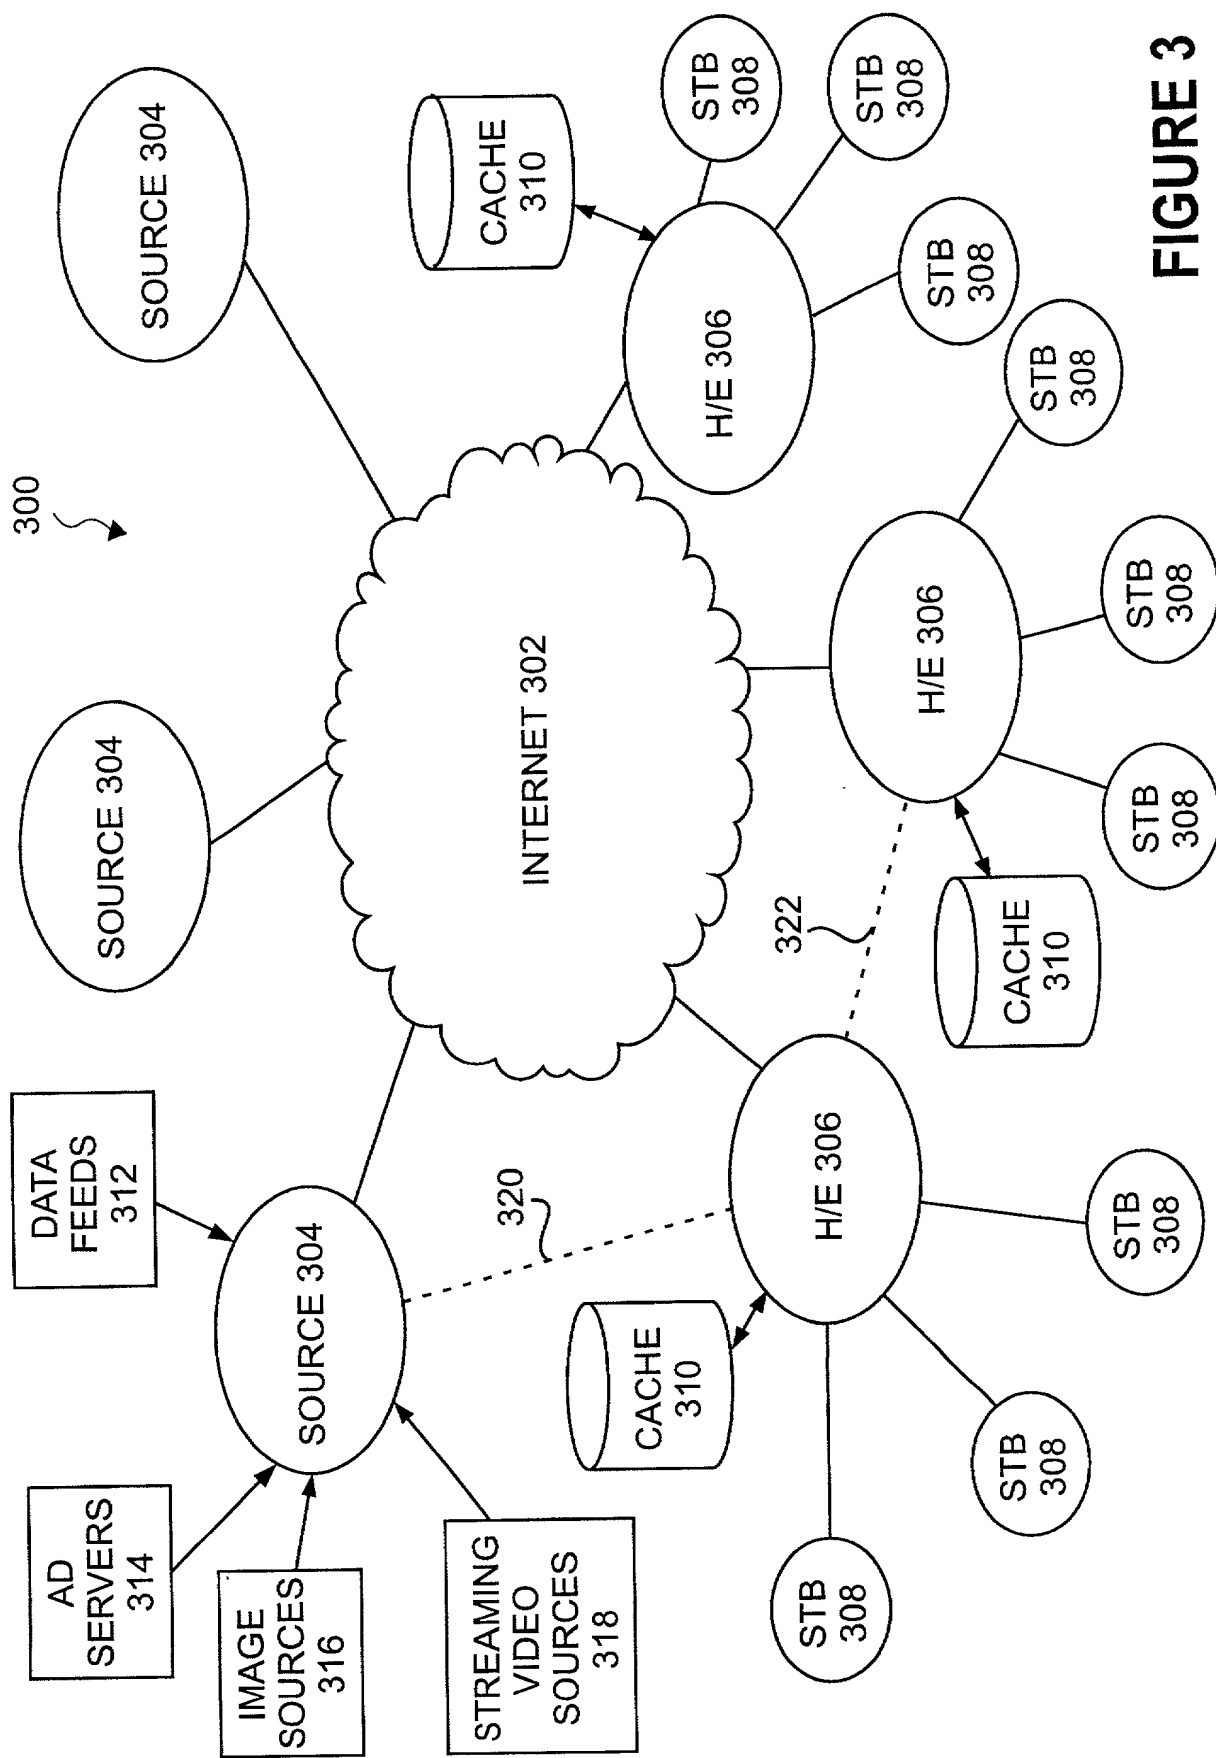 300
DATA
FEEDS
312
SOURCE 304
SOURCE 304
AD
SERVERS
314
SOURCE 304
IMAGE
SOURCES
316
STREAMING
VIDEO
SOURCES
318
320
INTERNET 302
CACHE
310
CACHE
310
322
H/E 306
STB
308
STB
308
STB
308
H/E 306
STB
308
STB
308
STB
308
H/E 306
CACHE
310
STB
308
STB
308
STB
308
FIGURE 3